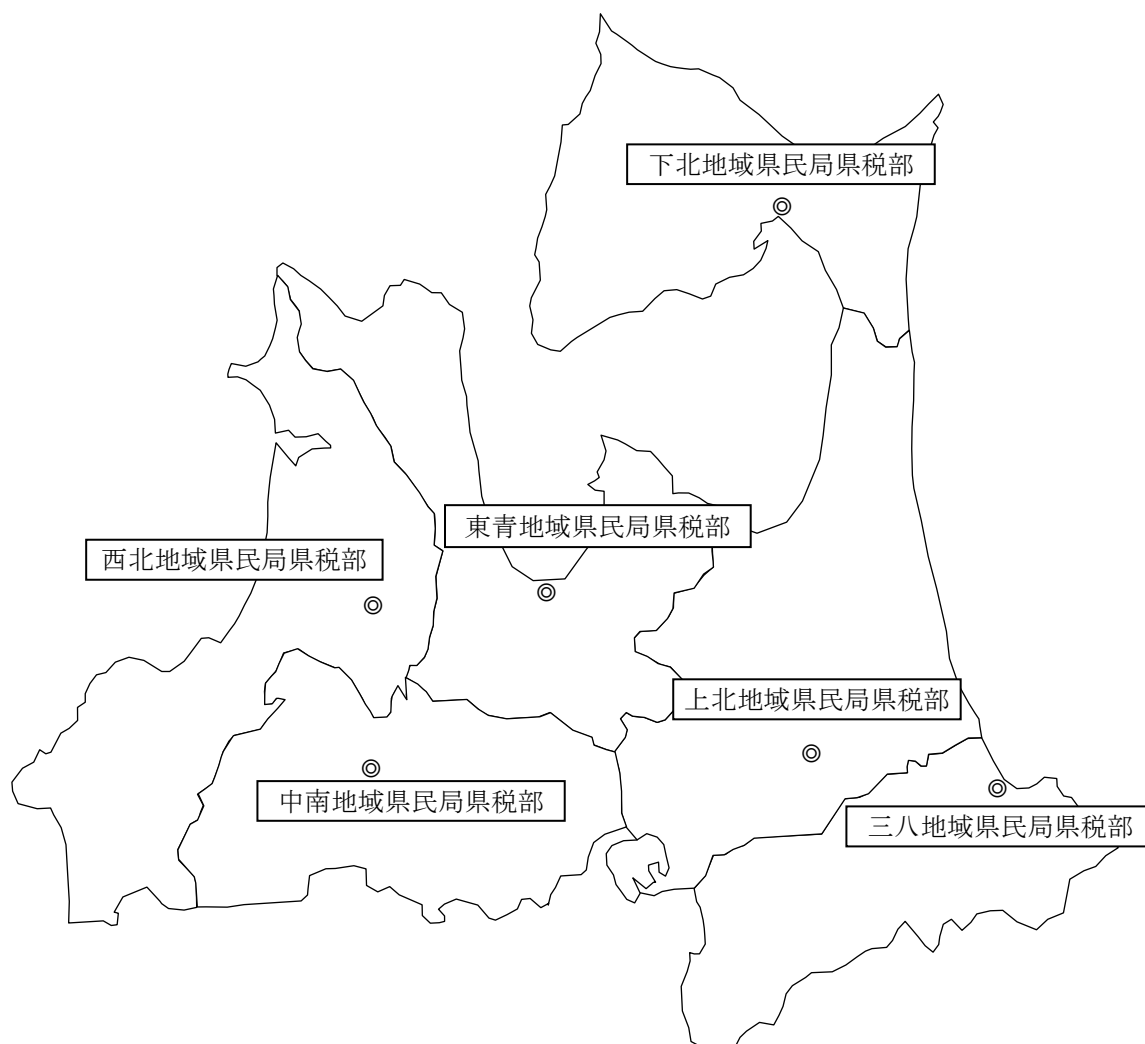 下北地域県民局県税部
東青地域県民局県税部
西北地域県民局県税部
上北地域県民局県税部
中南地域県民局県税部
三八地域県民局県税部